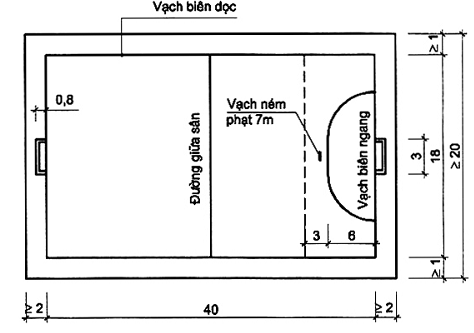 Vạch biên dọc
≥ 1
0,8
Đường giữa sân
Vạch ném
phạt 7m
Vạch biên ngang
3
18
≥ 20
3
6
≥ 1
≥ 2
40
≥ 2